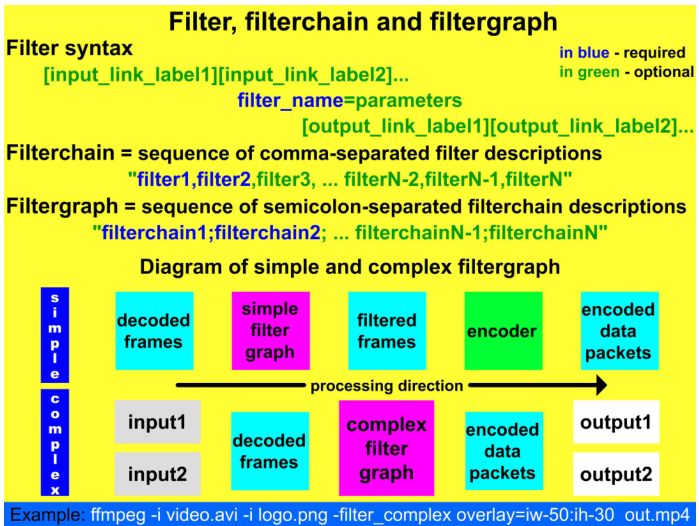 Filter, filterchain and filtergraph
Filter syntax
in blue - required
in green - optional
[input_link_label1][input_link_label2]...
filter_name=parameters
[output_link_label1][output_link_label2]...
Filterchain = sequence of comma-separated filter descriptions
"filter1,filter2,filter3, ... filterN-2,filterN-1,filterN"
Filtergraph = sequence of semicolon-separated filterchain descriptions
"filterchain1;filterchain2; ... filterchainN-1;filterchainN"
Diagram of simple and complex filtergraph
simple
decoded
frames
simple
filter
graph
filtered
frames
encoder
encoded
data
packets
processing direction
complex
input1
input2
decoded
frames
complex
filter
graph
encoded
data
packets
output1
output2
Example: ffmpeg -i video.avi -i logo.png -filter_complex overlay=iw-50:ih-30 out.mp4